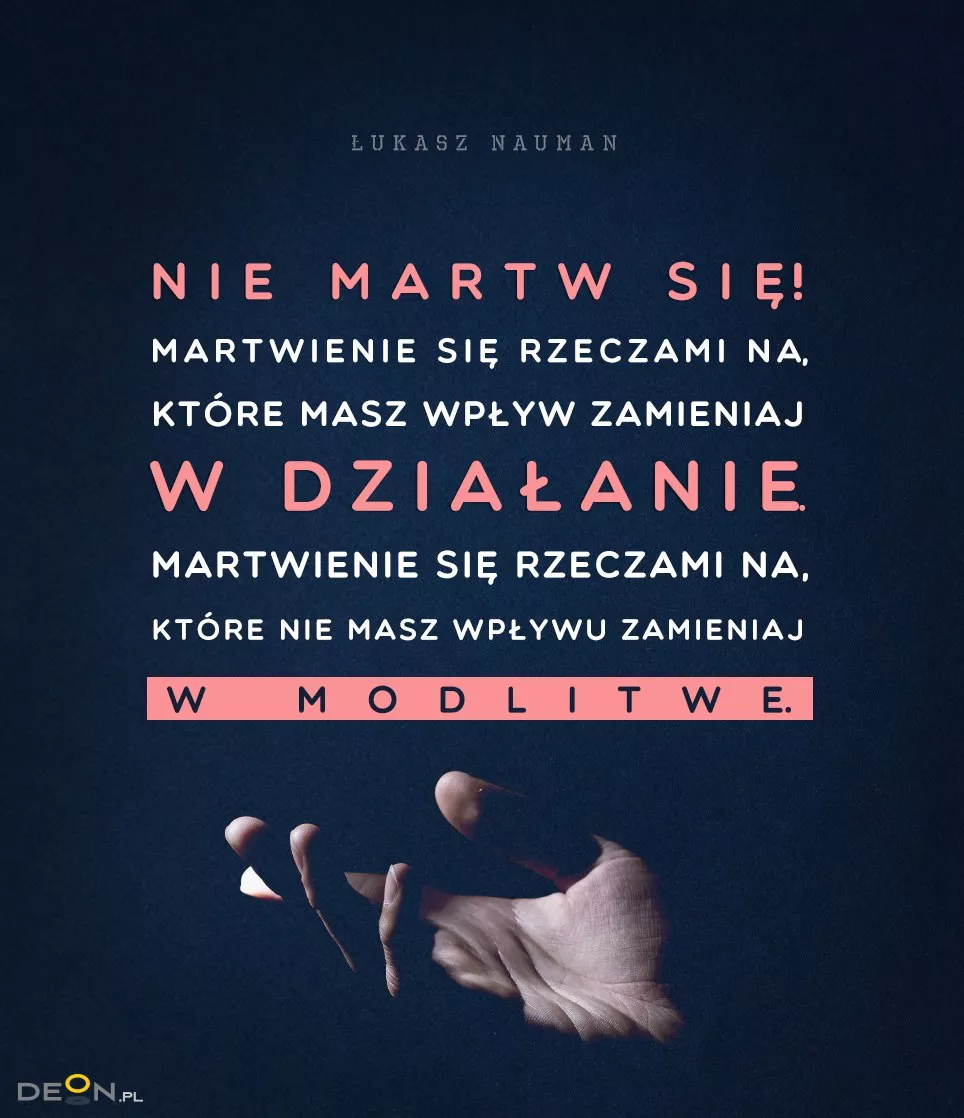 ŁUKASZ NAUMAN
NIE MARTW SIĘ!
MARTWIENIE SIĘ RZECZAMI NA,
KTÓRE MASZ WPŁYW ZAMIENIAJ
W DZIAŁANIE.
MARTWIENIE SIĘ RZECZAMI NA,
KTÓRE NIE MASZ WPŁYWU ZAMIENIAJ
W MODLITWE.
DEON.PL